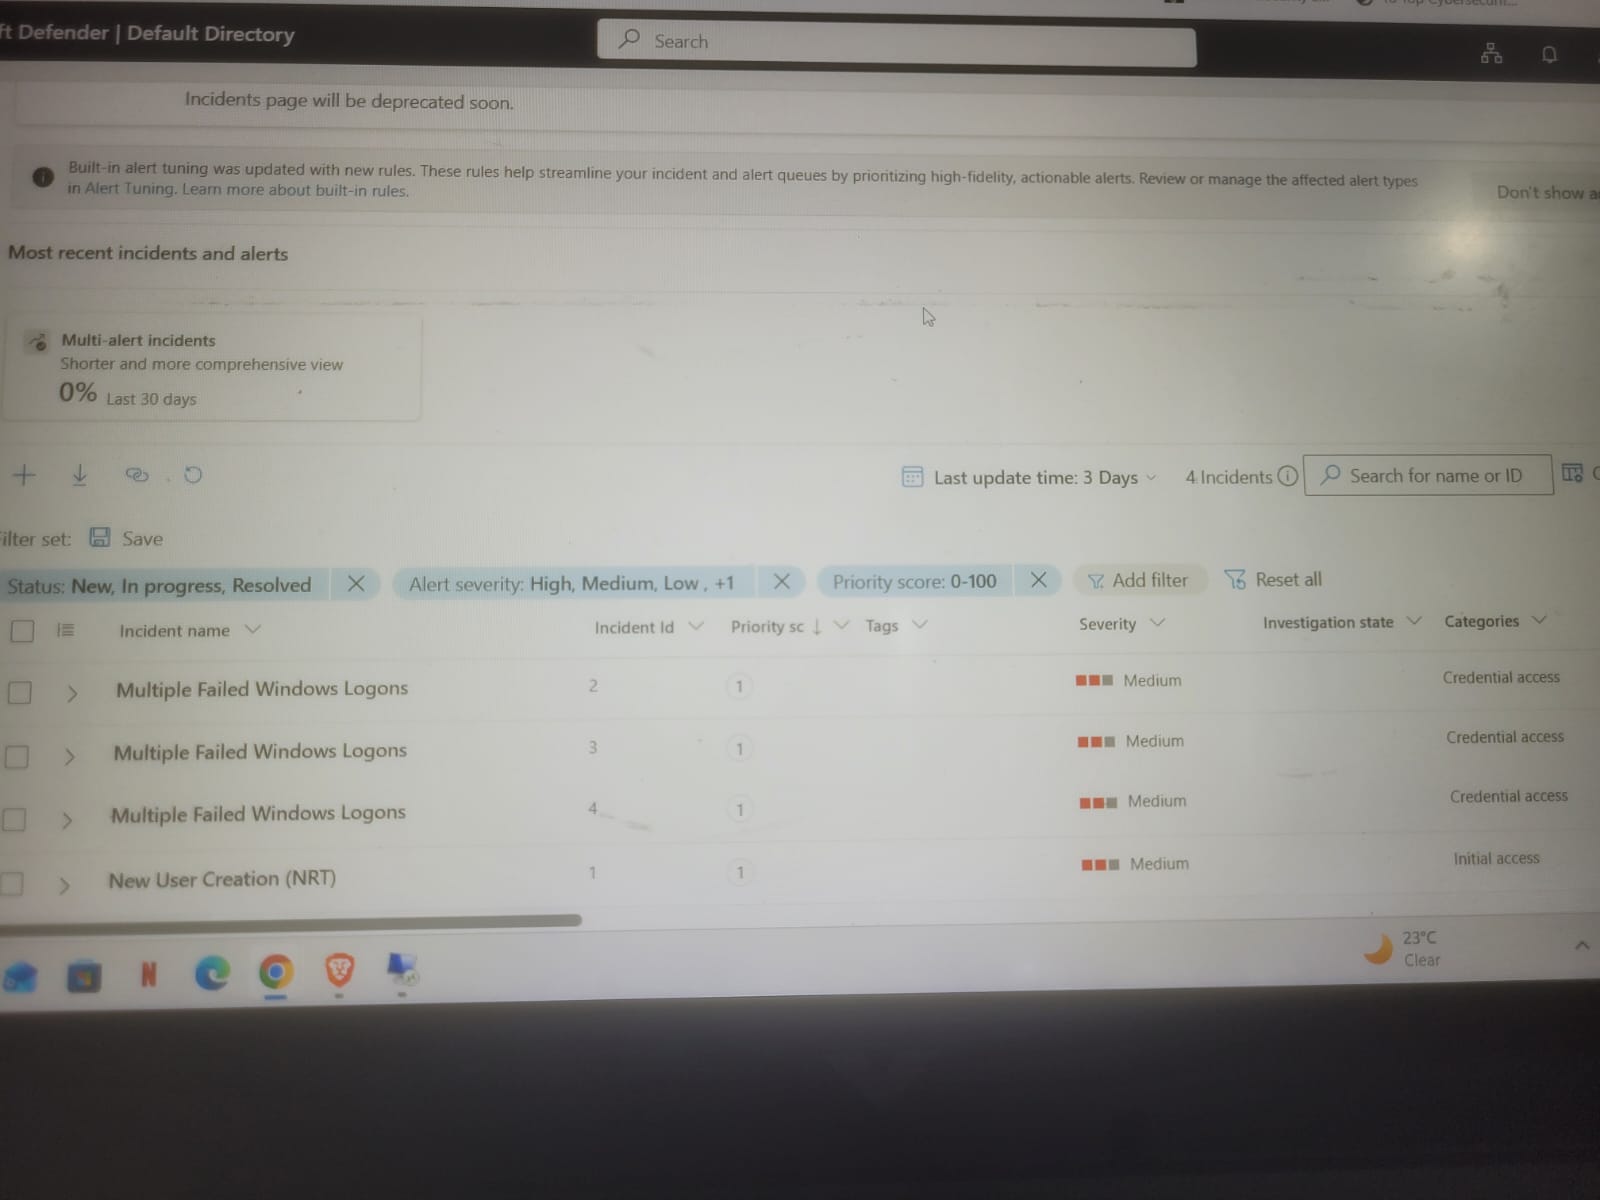 ft Defender | Default Directory
Search
Incidents page will be deprecated soon.
Built-in alert tuning was updated with new rules. These rules help streamline your incident and alert queues by prioritizing high-fidelity, actionable alerts. Review or manage the affected alert types
in Alert Tuning. Learn more about built-in rules.
Don't show
Most recent incidents and alerts
Multi-alert incidents
Shorter and more comprehensive view
0% Last 30 days
Last update time: 3 Days
4 Incidents
Search for name or ID
ilter set:
Save
Status: New, In progress, Resolved
Alert severity: High, Medium, Low , +1
Priority score: 0-100
Add filter
Reset all
Incident name
Incident Id
Priority sc
Tags
Severity
Investigation state
Categories
Multiple Failed Windows Logons 2 1 Medium Credential access
Multiple Failed Windows Logons 3 1 Medium Credential access
Multiple Failed Windows Logons 4 1 Medium Credential access
New User Creation (NRT) 1 1 Medium Initial access
N
23°C
Clear